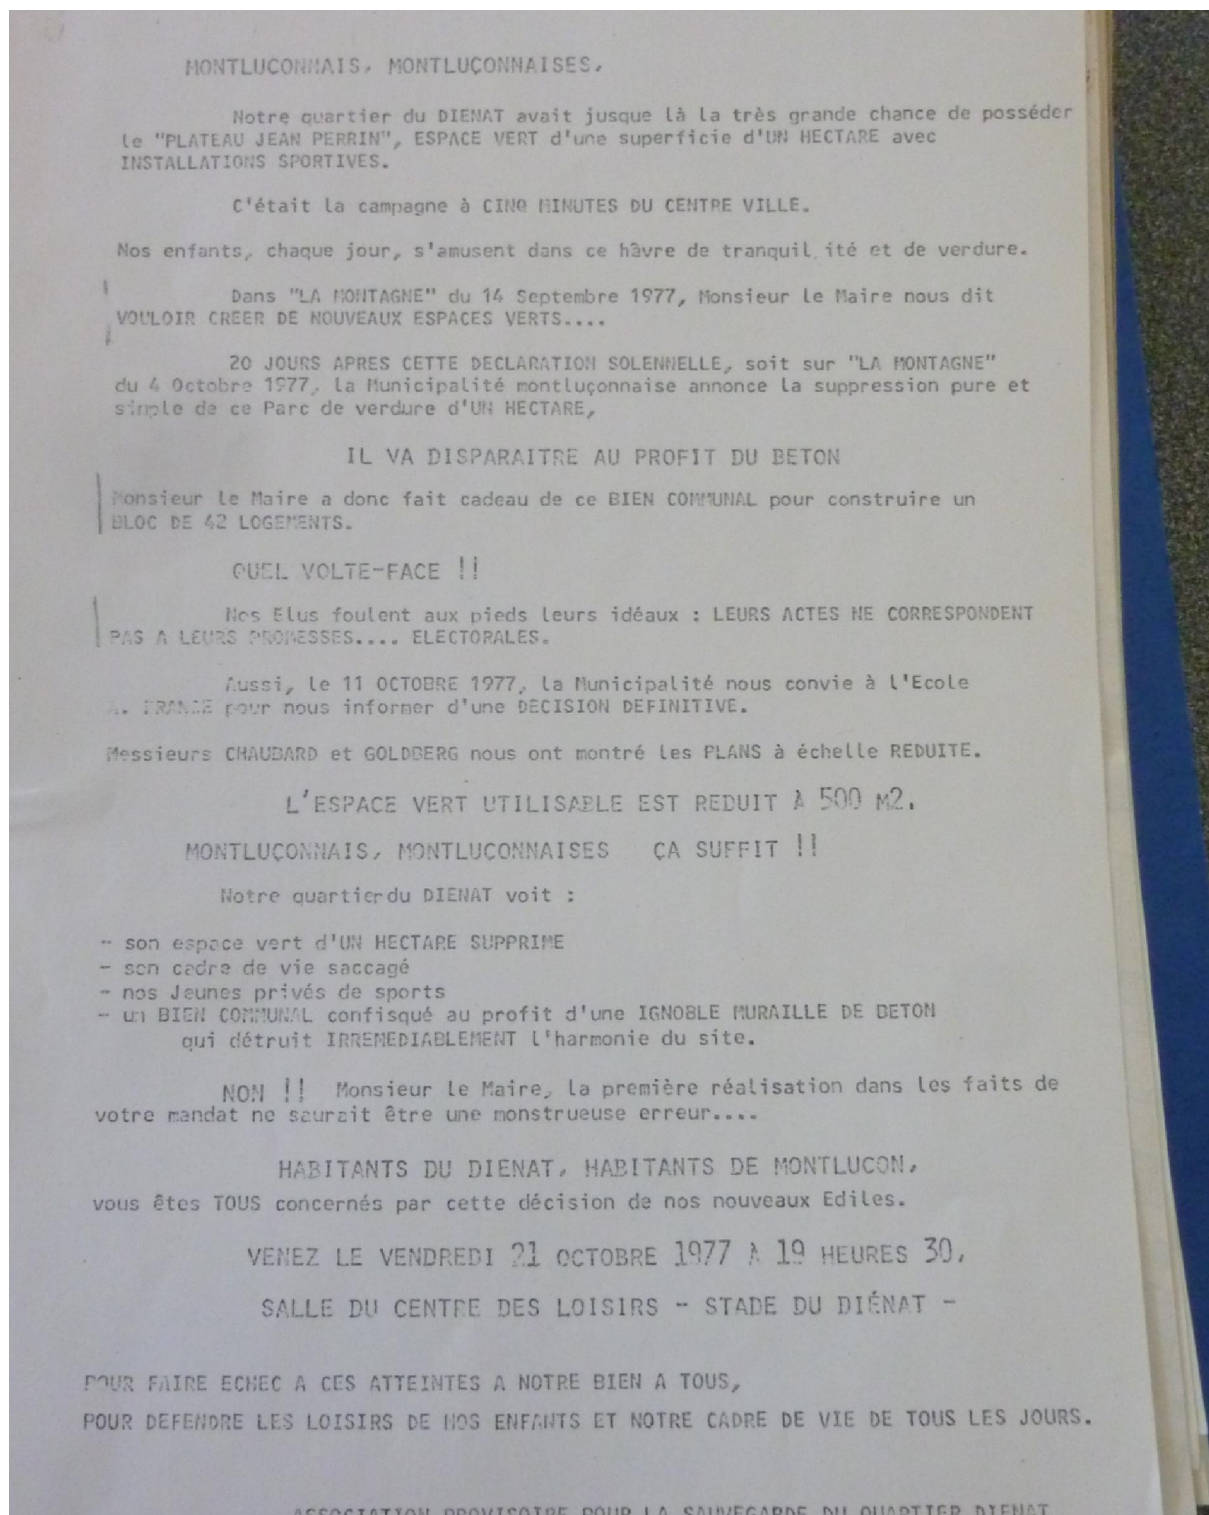 MONTLUCONNAIS, MONTLUÇONNAISES,
Notre quartier du DIENAT avait jusque là la très grande chance de posséder
le "PLATEAU JEAN PERRIN", ESPACE VERT d'une superficie d'UN HECTARE avec
INSTALLATIONS SPORTIVES.
C'était la campagne à CINQ MINUTES DU CENTRE VILLE.
Nos enfants, chaque jour, s'amusent dans ce hâvre de tranquil ité et de verdure.
Dans "LA MONTAGNE" du 14 Septembre 1977, Monsieur le Maire nous dit
VOULOIR CREER DE NOUVEAUX ESPACES VERTS....
20 JOURS APRES CETTE DECLARATION SOLENNELLE, soit sur "LA MONTAGNE"
du 4 Octobre 1977, la Municipalité montluçonnaise annonce la suppression pure et
simple de ce Parc de verdure d'UN HECTARE,
IL VA DISPARAITRE AU PROFIT DU BETON
Monsieur le Maire a donc fait cadeau de ce BIEN COMMUNAL pour construire un
BLOC DE 42 LOGEMENTS.
QUEL VOLTE-FACE !!
Nos Elus foulent aux pieds leurs idéaux : LEURS ACTES NE CORRESPONDENT
PAS A LEURS PROMESSES.... ELECTORALES.
Aussi, le 11 OCTOBRE 1977, la Municipalité nous convie à l'Ecole
A. FRANCE pour nous informer d'une DECISION DEFINITIVE.
Messieurs CHAUBARD et GOLDBERG nous ont montré les PLANS à échelle REDUITE.
L'ESPACE VERT UTILISABLE EST REDUIT À 500 M2.
MONTLUÇONNAIS, MONTLUÇONNAISES ÇA SUFFIT !!
Notre quartier du DIENAT voit :
- son espace vert d'UN HECTARE SUPPRIME
- son cadre de vie saccagé
- nos Jeunes privés de sports
- un BIEN COMMUNAL confisqué au profit d'une IGNOBLE MURAILLE DE BETON
qui détruit IRREMEDIABLEMENT l'harmonie du site.
NON !! Monsieur le Maire, la première réalisation dans les faits de
votre mandat ne saurait être une monstrueuse erreur....
HABITANTS DU DIENAT, HABITANTS DE MONTLUCON,
vous êtes TOUS concernés par cette décision de nos nouveaux Ediles.
VENEZ LE VENDREDI 21 OCTOBRE 1977 À 19 HEURES 30,
SALLE DU CENTRE DES LOISIRS - STADE DU DIÉNAT -
POUR FAIRE ECHEC A CES ATTEINTES A NOTRE BIEN A TOUS,
POUR DEFENDRE LES LOISIRS DE NOS ENFANTS ET NOTRE CADRE DE VIE DE TOUS LES JOURS.
ASSOCIATION PROVISOIRE POUR LA SAUVEGARDE DU QUARTIER DIENAT